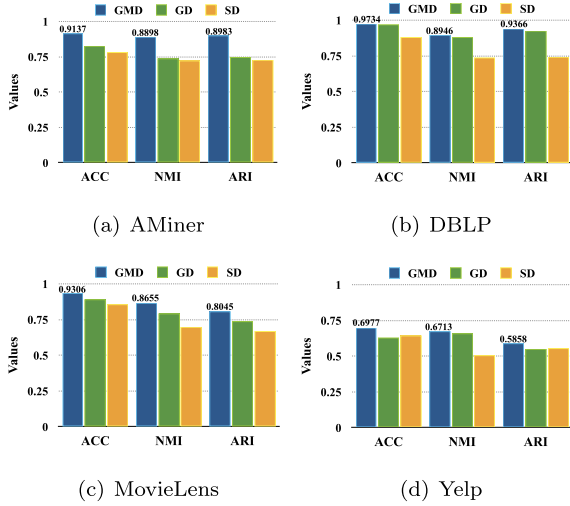 GMD GD SD
1
0.75
0.5
0.25
0
Values
0.9137
0.8898
0.8983
ACC NMI ARI
(a) AMiner
GMD GD SD
1
0.75
0.5
0.25
0
Values
0.9734
0.8946
0.9366
ACC NMI ARI
(b) DBLP
GMD GD SD
1
0.75
0.5
0.25
0
Values
0.9306
0.8655
0.8045
ACC NMI ARI
(c) MovieLens
GMD GD SD
1
0.75
0.5
0.25
0
Values
0.6977
0.6713
0.5858
ACC NMI ARI
(d) Yelp